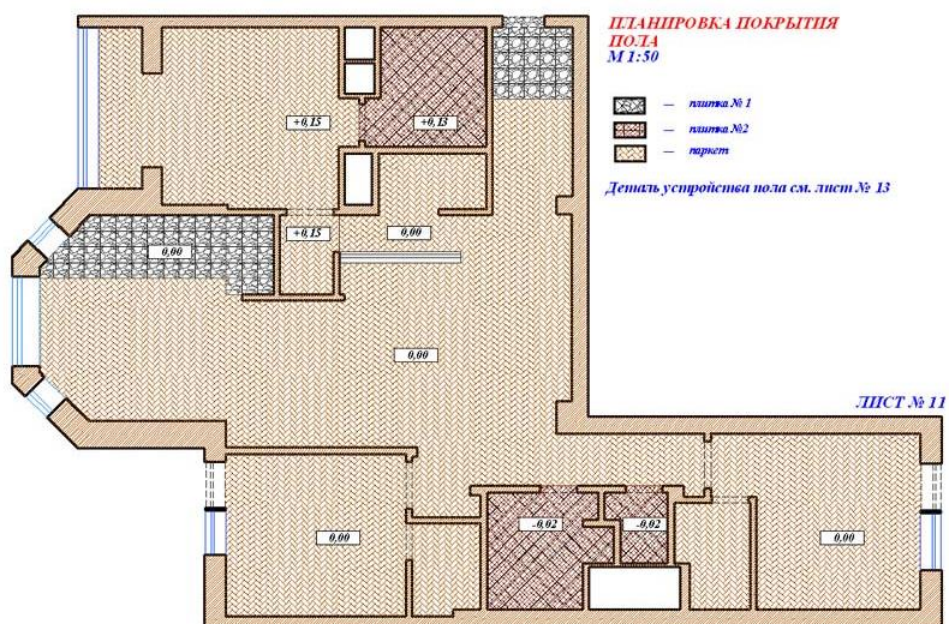 ПЛАНИРОВКА ПОКРЫТИЯ
ПОЛА
М 1:50
— плитка № 1
— плитка №2
— паркет
Деталь устройства пола см. лист № 13
+0,15
+0,13
+0,15
0,00
0,00
0,00
ЛИСТ № 11
-0,02
-0,02
0,00
0,00